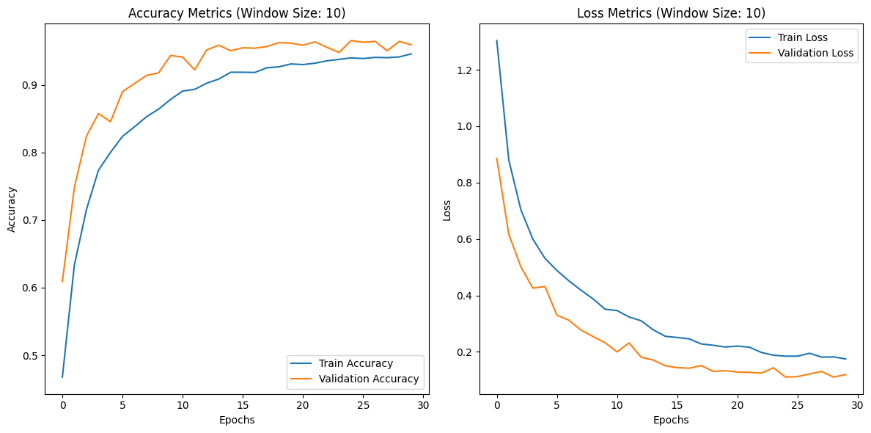 Accuracy Metrics (Window Size: 10)
0.9
0.8
0.7
0.6
0.5
Accuracy
0
5
10
15
20
25
30
Epochs
Train Accuracy
Validation Accuracy
Loss Metrics (Window Size: 10)
1.2
1.0
0.8
0.6
0.4
0.2
Loss
0
5
10
15
20
25
30
Epochs
Train Loss
Validation Loss